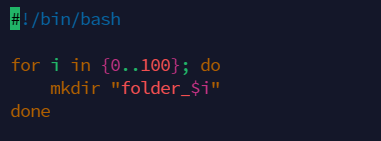 #!/bin/bash

for i in {0..100}; do
    mkdir "folder_$i"
done